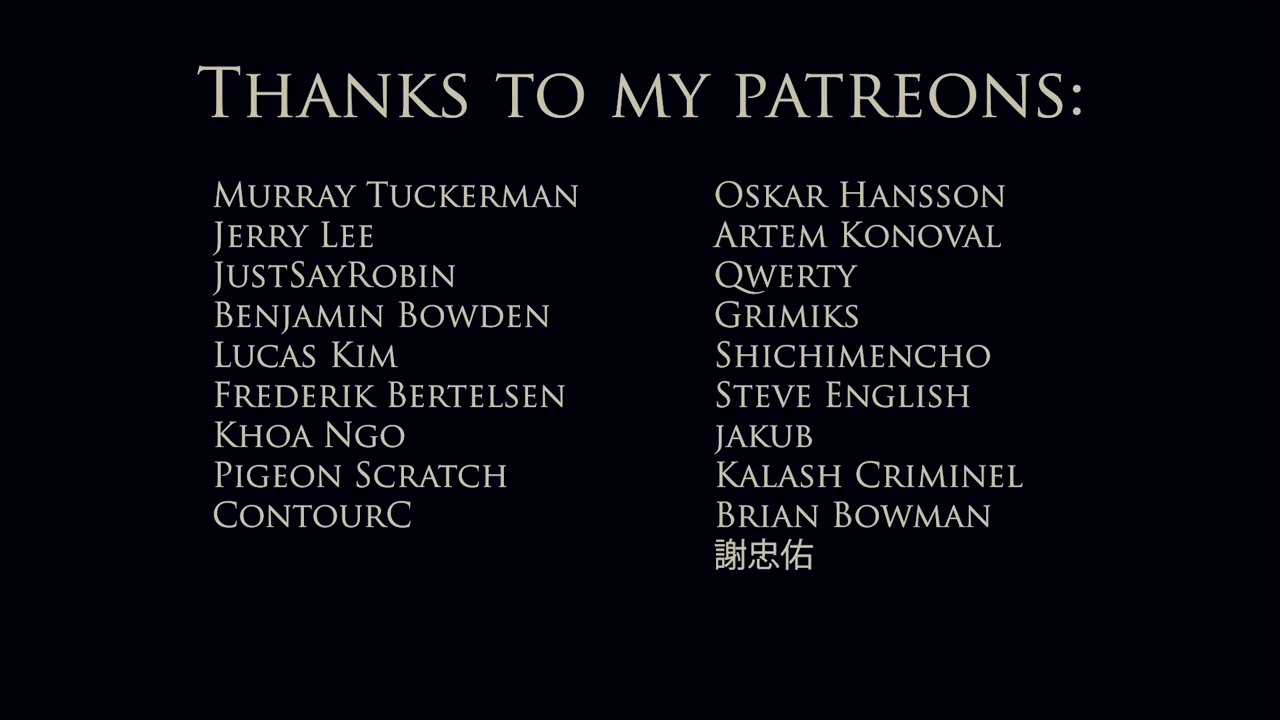 Thanks to my patreons:
Murray Tuckerman
Jerry Lee
JustSayRobin
Benjamin Bowden
Lucas Kim
Frederik Bertelsen
Khoa Ngo
Pigeon Scratch
ContourC
Oskar Hansson
Artem Konoval
Qwerty
Grimiks
Shichimencho
Steve English
jakub
Kalash Criminel
Brian Bowman
謝忠佑